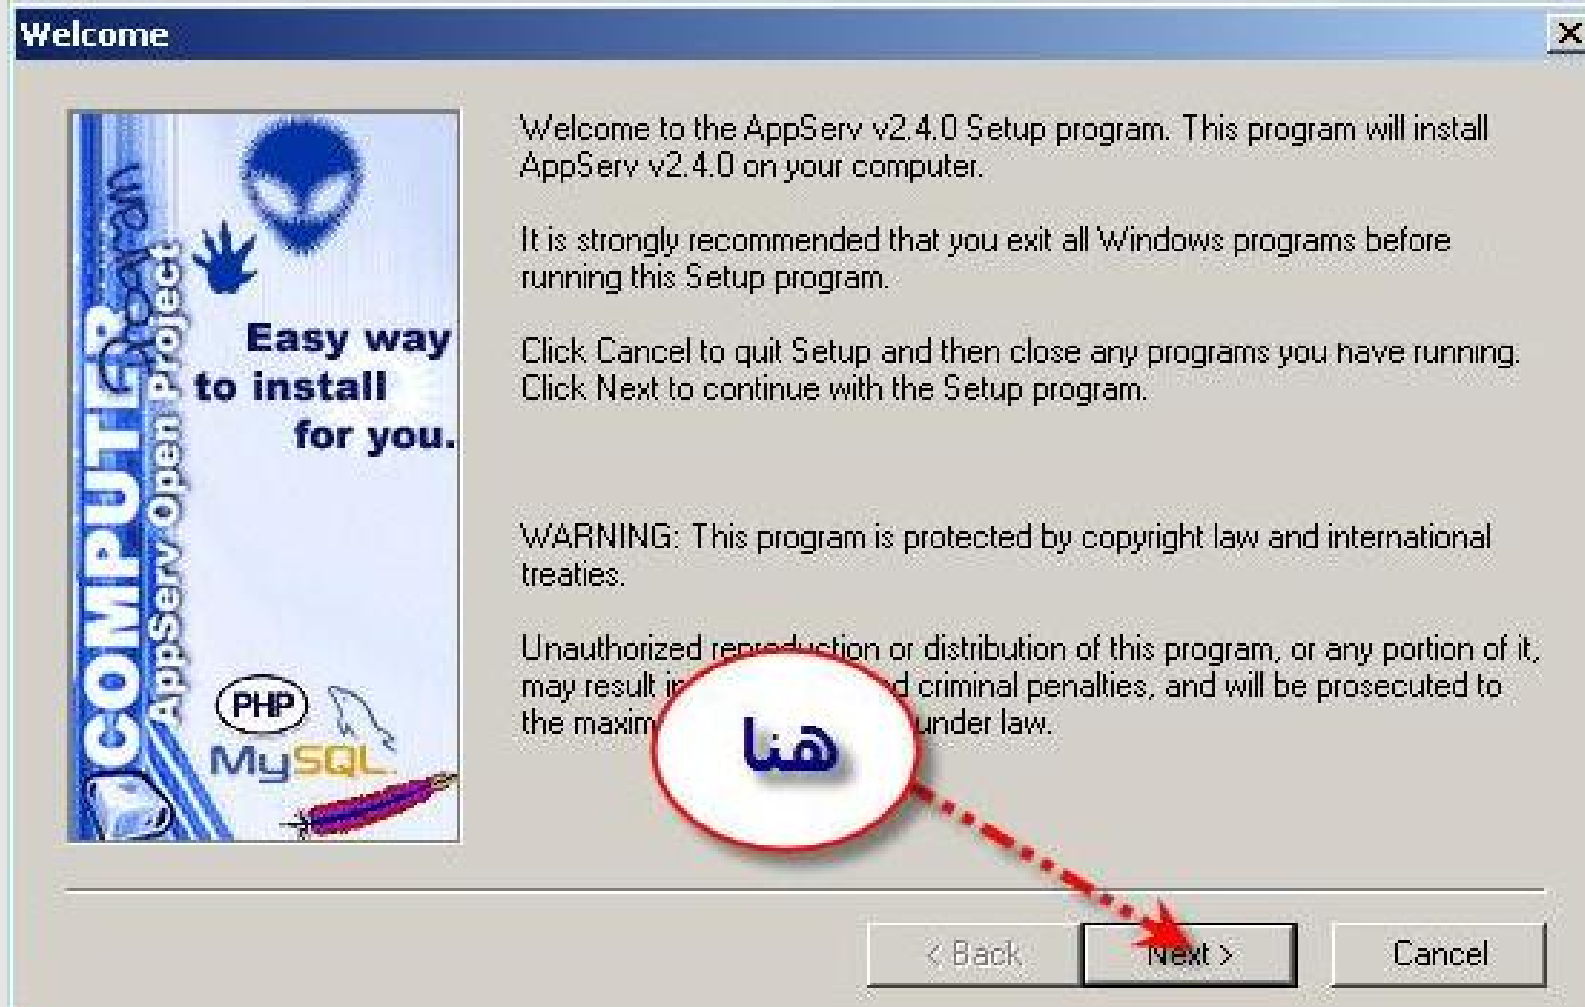 Welcome
Welcome to the AppServ v2.4.0 Setup program. This program will install
AppServ v2.4.0 on your computer.
It is strongly recommended that you exit all Windows programs before
running this Setup program.
Click Cancel to quit Setup and then close any programs you have running.
Click Next to continue with the Setup program.
WARNING: This program is protected by copyright law and international
treaties.
Unauthorized reproduction or distribution of this program, or any portion of it,
may result in d criminal penalties, and will be prosecuted to
the maxim under law.
COMPUTER
Program
AppServ Open Project
Easy way
to install
for you.
PHP
MySQL
هنا
< Back
Next >
Cancel